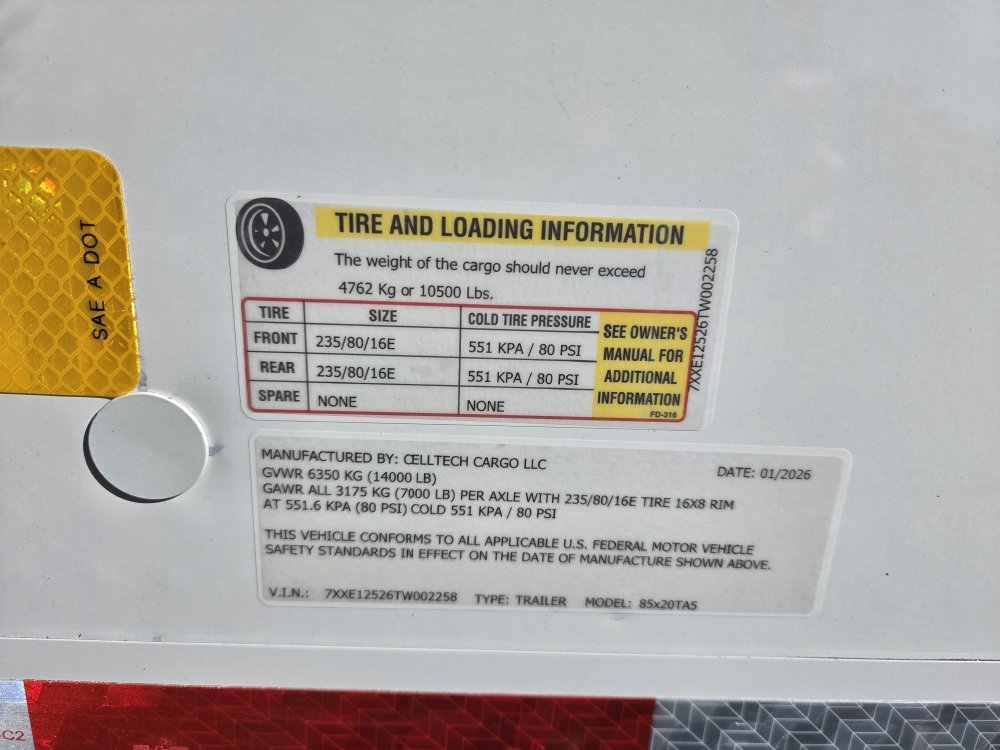 SAE A DOT
TIRE AND LOADING INFORMATION
The weight of the cargo should never exceed
4762 Kg or 10500 Lbs.
TIRE SIZE COLD TIRE PRESSURE
FRONT 235/80/16E 551 KPA / 80 PSI
REAR 235/80/16E 551 KPA / 80 PSI
SPARE NONE NONE
SEE OWNER'S
MANUAL FOR
ADDITIONAL
INFORMATION
FD-316
7XXE12526TW002258
MANUFACTURED BY: CELLTECH CARGO LLC DATE: 01/2026
GVWR 6350 KG (14000 LB)
GAWR ALL 3175 KG (7000 LB) PER AXLE WITH 235/80/16E TIRE 16X8 RIM
AT 551.6 KPA (80 PSI) COLD 551 KPA / 80 PSI
THIS VEHICLE CONFORMS TO ALL APPLICABLE U.S. FEDERAL MOTOR VEHICLE
SAFETY STANDARDS IN EFFECT ON THE DATE OF MANUFACTURE SHOWN ABOVE.
V.I.N.: 7XXE12526TW002258 TYPE: TRAILER MODEL: 85x20TA5
C2